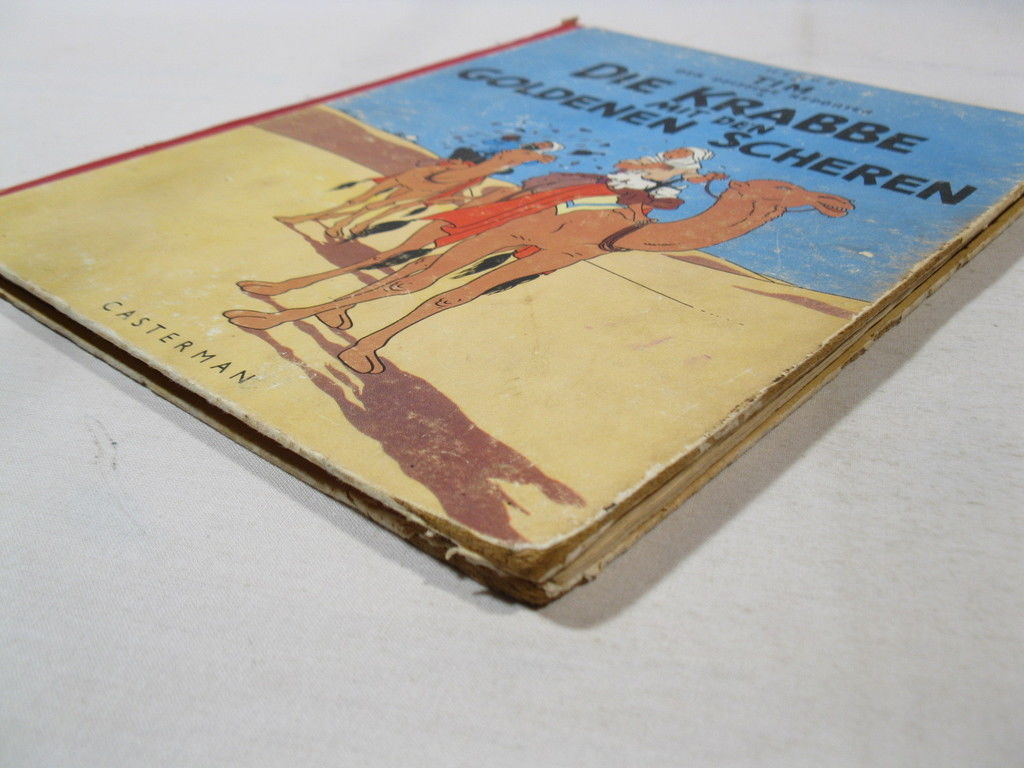 TIM
DIE KRABBE
MIT DEN
GOLDENEN SCHEREN
CASTERMAN